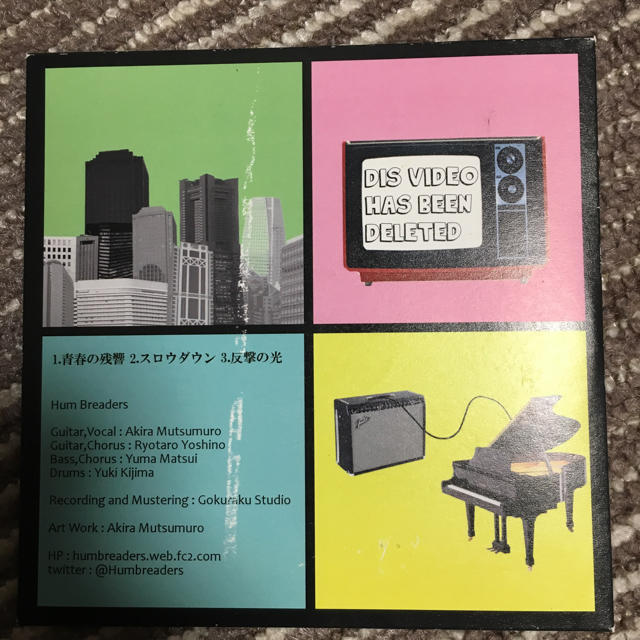 DIS VIDEO
HAS BEEN
DELETED
1.青春の残響 2.スロウダウン 3.反撃の光
Hum Breaders
Guitar,Vocal : Akira Mutsumuro
Guitar,Chorus : Ryotaro Yoshino
Bass,Chorus : Yuma Matsui
Drums : Yuki Kijima
Recording and Mustering : Gokuraku Studio
Art Work : Akira Mutsumuro
HP : humbreaders.web.fc2.com
twitter : @Humbreaders
Fender